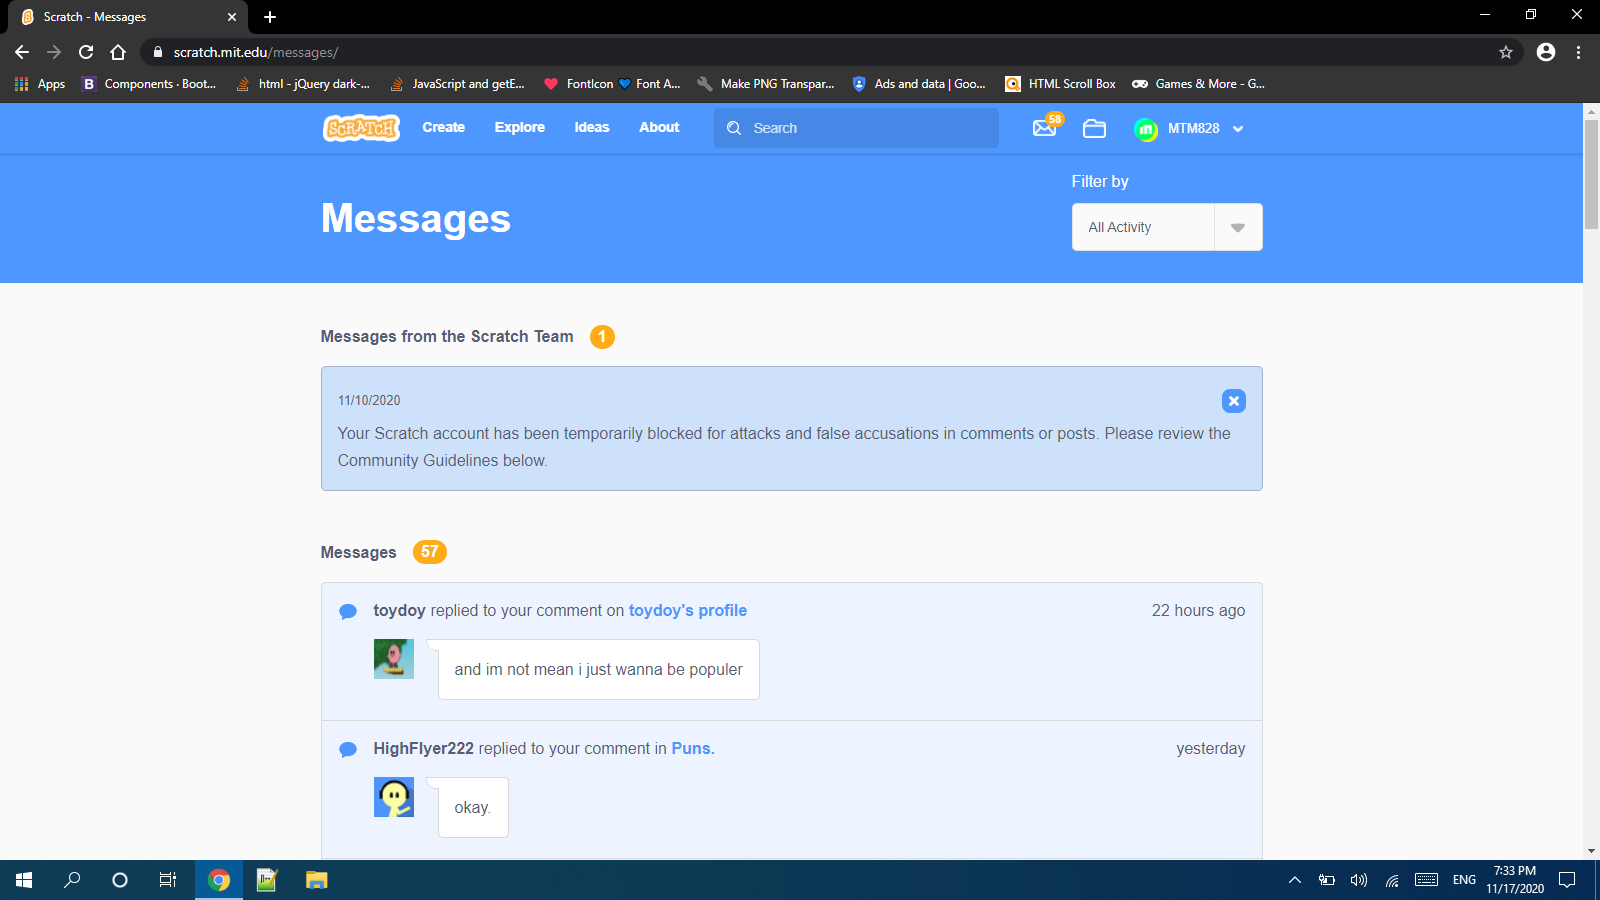 Scratch - Messages
scratch.mit.edu/messages/
Apps
Components · Boot...
html - jQuery dark-...
JavaScript and getE...
FontIcon
Font A...
Make PNG Transpar...
Ads and data | Goo...
HTML Scroll Box
Games & More - G...
SCRATCH
Create
Explore
Ideas
About
Search
58
MTM828
Messages
Filter by
All Activity
Messages from the Scratch Team
1
11/10/2020
Your Scratch account has been temporarily blocked for attacks and false accusations in comments or posts. Please review the
Community Guidelines below.
Messages
57
toydoy replied to your comment on toydoy's profile
22 hours ago
and im not mean i just wanna be populer
HighFlyer222 replied to your comment in Puns.
yesterday
okay.
ENG
7:33 PM
11/17/2020